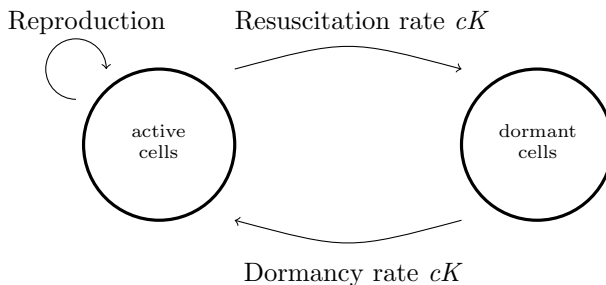 Reproduction
Resuscitation rate cK
active
cells
dormant
cells
Dormancy rate cK